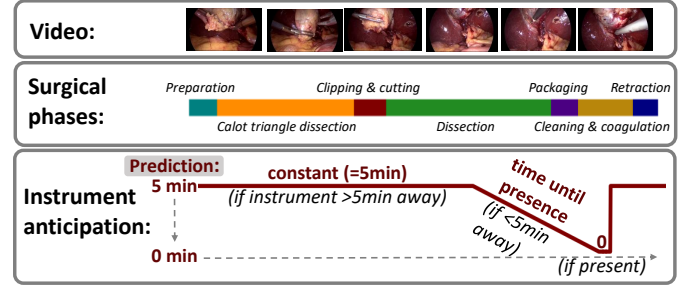 Video:
Surgical
phases:
Preparation
Clipping & cutting
Packaging
Retraction
Calot triangle dissection
Dissection
Cleaning & coagulation
Instrument
anticipation:
Prediction:
5 min
0 min
constant (=5min)
(if instrument >5min away)
time until
presence
(if <5min
away)
0
(if present)